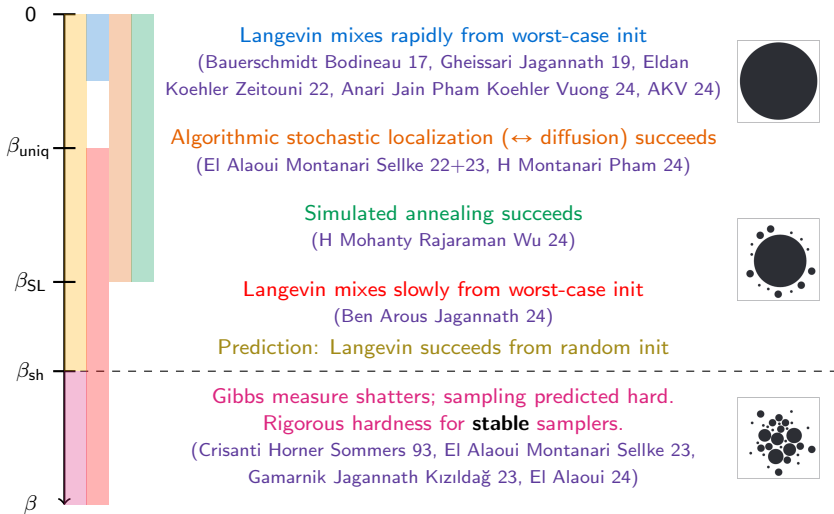 0
Langevin mixes rapidly from worst-case init
(Bauerschmidt Bodineau 17, Gheissari Jagannath 19, Eldan
Koehler Zeitouni 22, Anari Jain Pham Koehler Vuong 24, AKV 24)
Algorithmic stochastic localization (↔ diffusion) succeeds
β_uniq
(El Alaoui Montanari Sellke 22+23, H Montanari Pham 24)
Simulated annealing succeeds
(H Mohanty Rajaraman Wu 24)
β_SL
Langevin mixes slowly from worst-case init
(Ben Arous Jagannath 24)
Prediction: Langevin succeeds from random init
β_sh
Gibbs measure shatters; sampling predicted hard.
Rigorous hardness for stable samplers.
(Crisanti Horner Sommers 93, El Alaoui Montanari Sellke 23,
Gamarnik Jagannath Kızıldağ 23, El Alaoui 24)
β